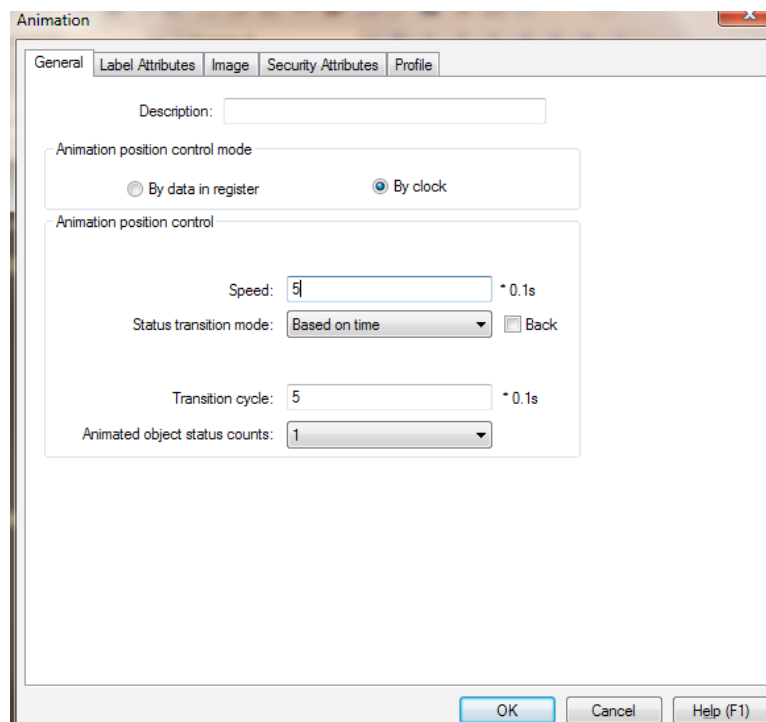 Animation
General Label Attributes Image Security Attributes Profile
Description:
Animation position control mode
By data in register By clock
Animation position control
Speed: 5 * 0.1s
Status transition mode: Based on time Back
Transition cycle: 5 * 0.1s
Animated object status counts: 1
OK Cancel Help (F1)